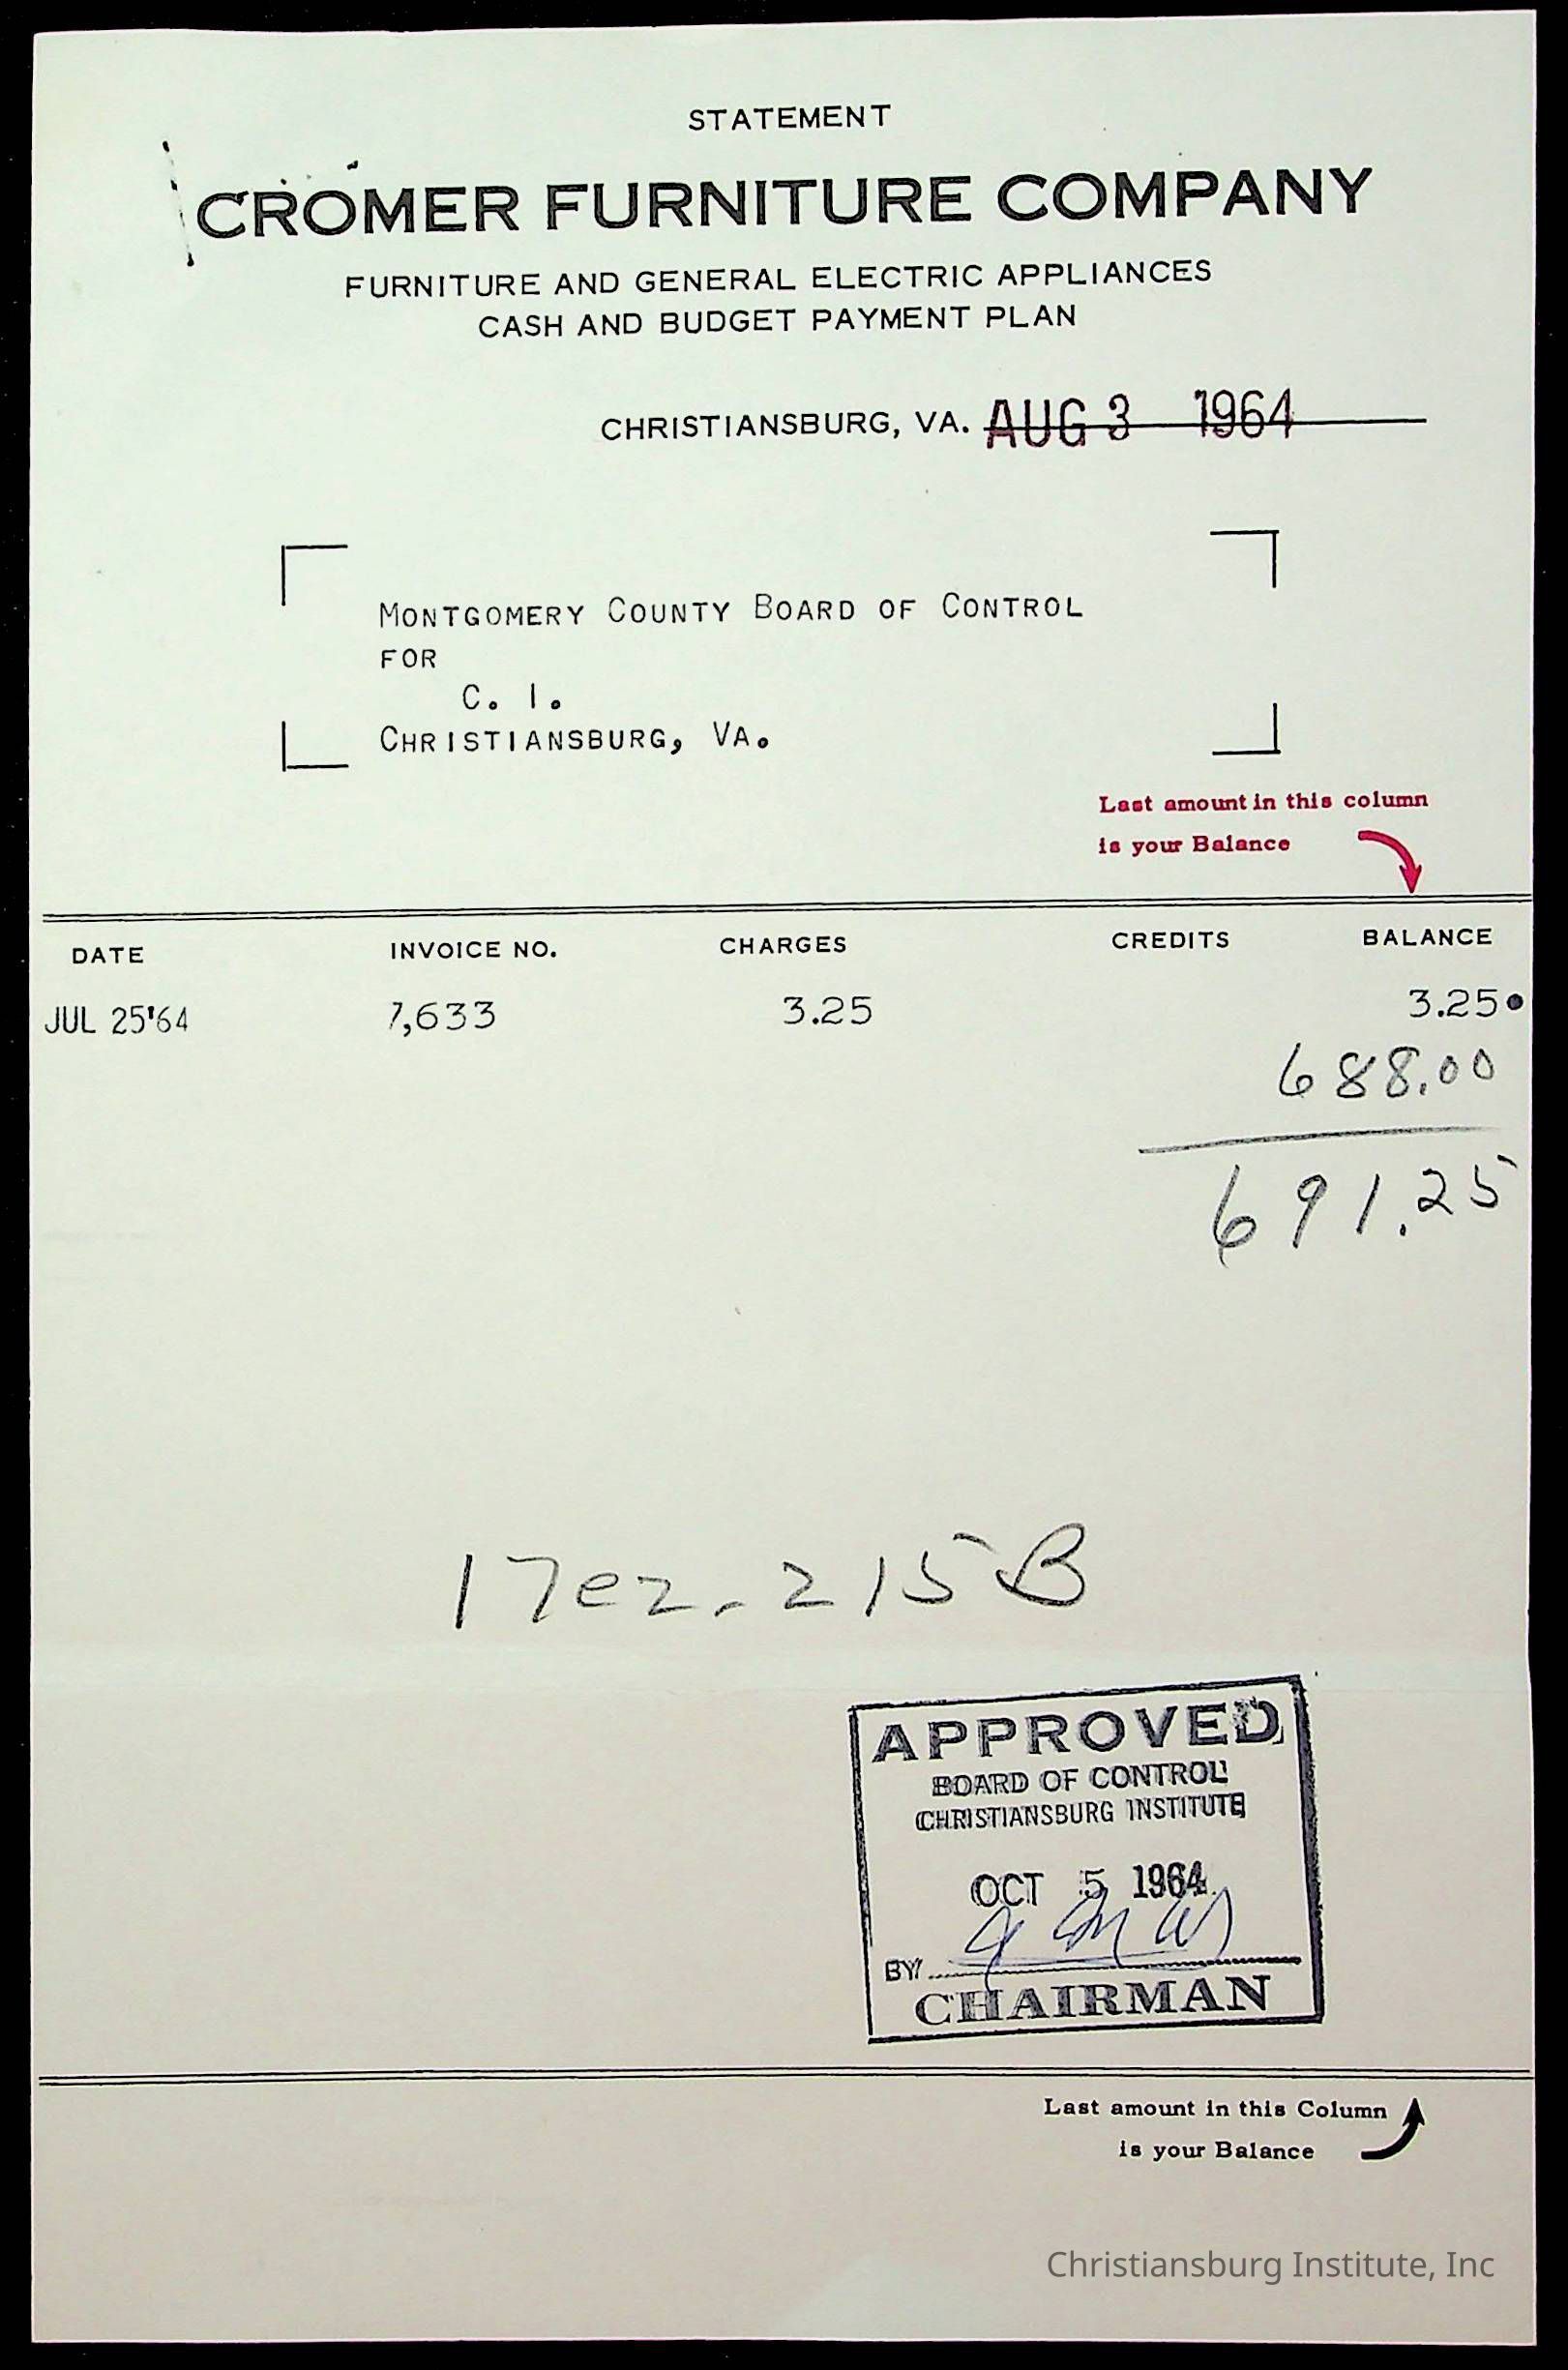 STATEMENT
CROMER FURNITURE COMPANY
FURNITURE AND GENERAL ELECTRIC APPLIANCES
CASH AND BUDGET PAYMENT PLAN
CHRISTIANSBURG, VA. AUG 3 1964
MONTGOMERY COUNTY BOARD OF CONTROL
FOR
C. I.
CHRISTIANSBURG, VA.
Last amount in this column
is your Balance
DATE INVOICE NO. CHARGES CREDITS BALANCE
JUL 25'64 7,633 3.25 3.25
688.00
691.25
17e2.215B
APPROVED
BOARD OF CONTROL
CHRISTIANSBURG INSTITUTE
OCT 5 1964
BY
CHAIRMAN
Last amount in this Column
is your Balance
Christiansburg Institute, Inc